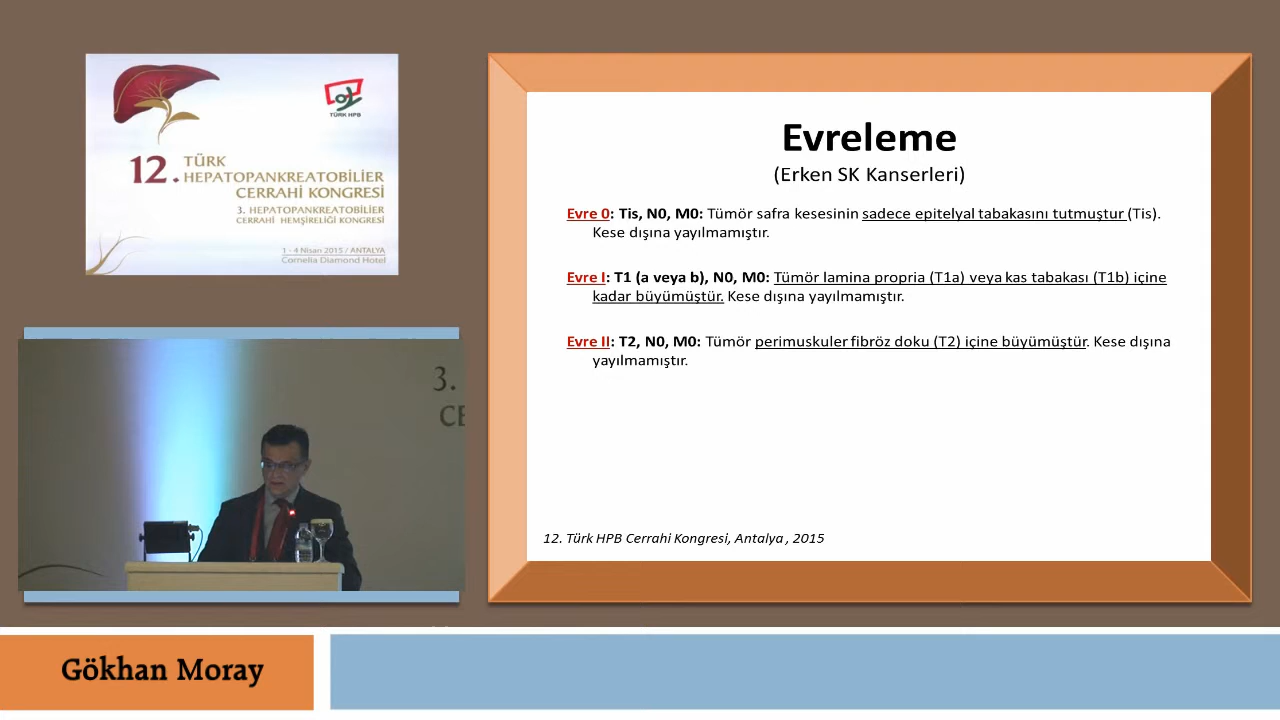 TÜRK HPB
12. TÜRK
HEPATOPANKREATOBİLİER
CERRAHİ KONGRESİ
3. HEPATOPANKREATOBİLİER
CERRAHİ HEMŞİRELİĞİ KONGRESİ
1 - 4 Nisan 2015 / ANTALYA
Cornelia Diamond Hotel
Evreleme
(Erken SK Kanserleri)
Evre 0: Tis, N0, M0: Tümör safra kesesinin sadece epitelyal tabakasını tutmuştur (Tis).
Kese dışına yayılmamıştır.
Evre I: T1 (a veya b), N0, M0: Tümör lamina propria (T1a) veya kas tabakası (T1b) içine
kadar büyümüştür. Kese dışına yayılmamıştır.
Evre II: T2, N0, M0: Tümör perimuskuler fibröz doku (T2) içine büyümüştür. Kese dışına
yayılmamıştır.
12. Türk HPB Cerrahi Kongresi, Antalya , 2015
3.
CE
Gökhan Moray